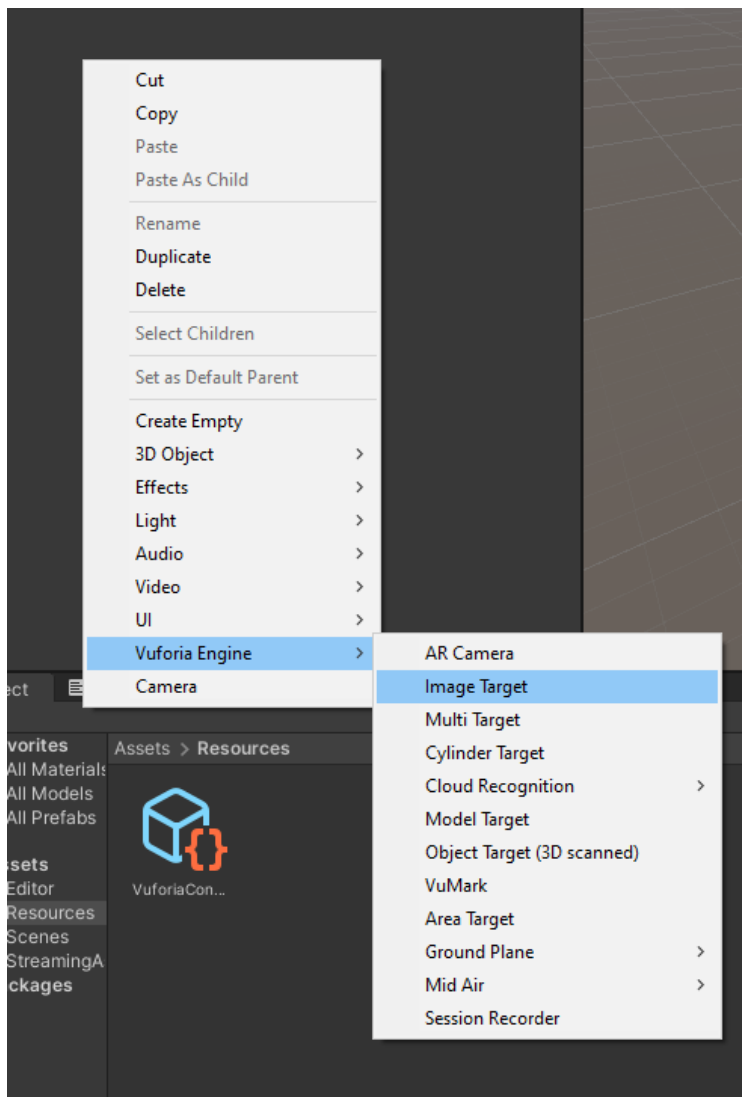 Cut
Copy
Paste
Paste As Child
Rename
Duplicate
Delete
Select Children
Set as Default Parent
Create Empty
3D Object
Effects
Light
Audio
Video
UI
Vuforia Engine
Camera
AR Camera
Image Target
Multi Target
Cylinder Target
Cloud Recognition
Model Target
Object Target (3D scanned)
VuMark
Area Target
Ground Plane
Mid Air
Session Recorder
ect
vorites
All Materials
All Models
All Prefabs
ssets
Editor
Resources
Scenes
StreamingA
ckages
Assets > Resources
VuforiaCon...